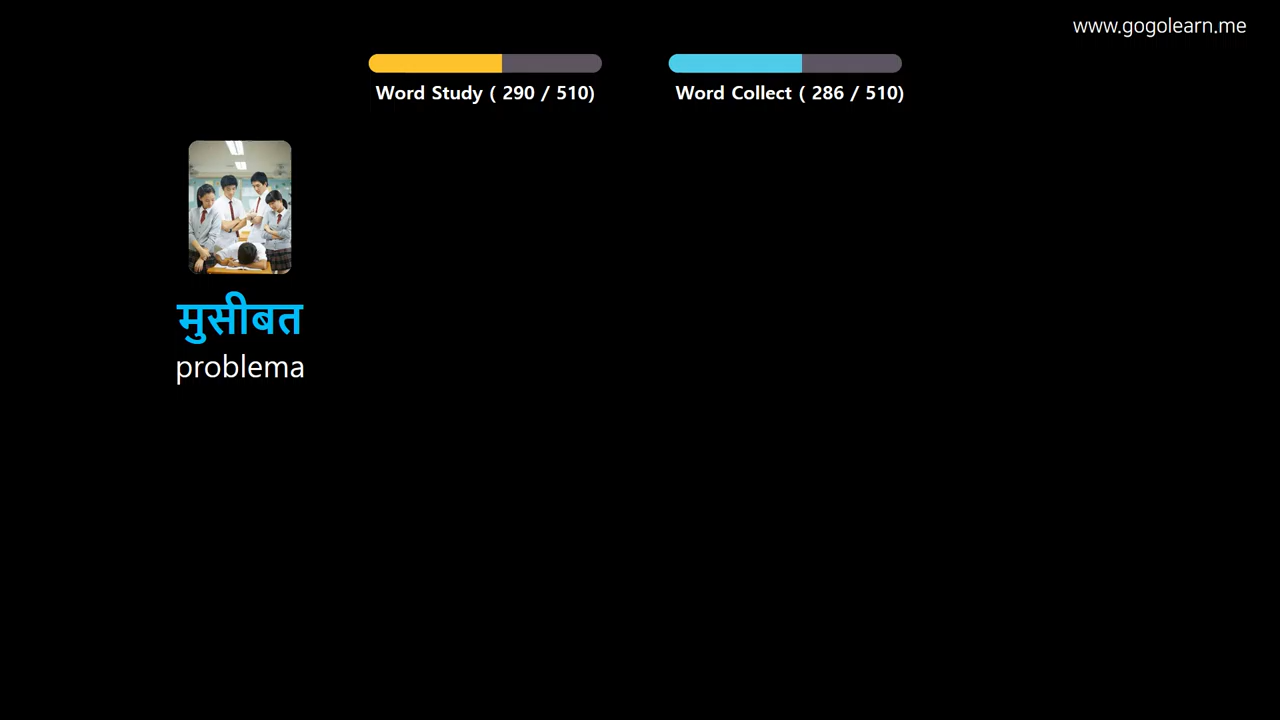 www.gogolearn.me
Word Study ( 290 / 510)
Word Collect ( 286 / 510)
मुसीबत
problema